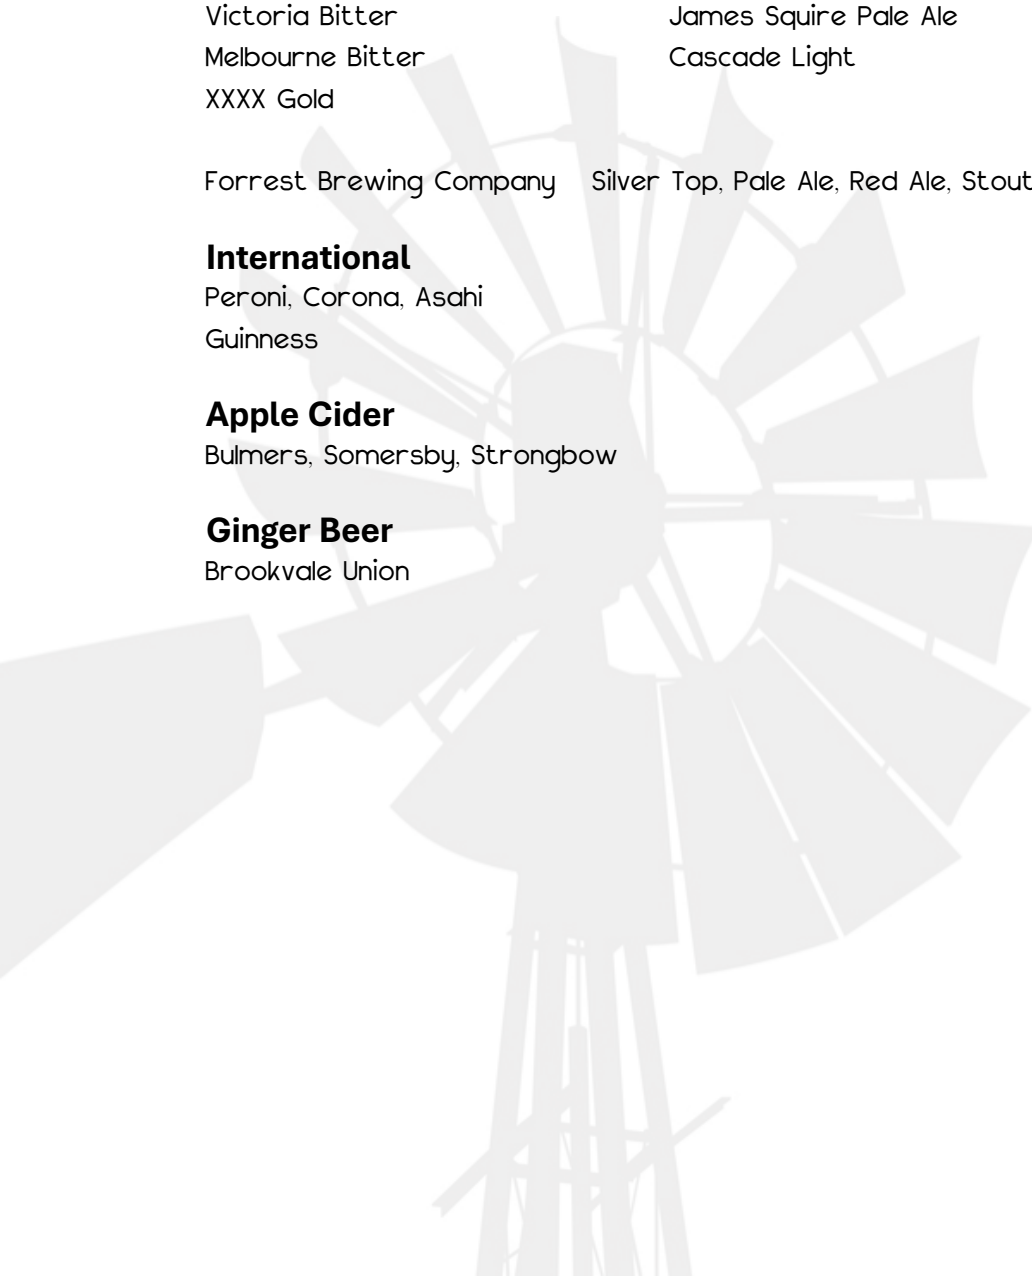 Victoria Bitter James Squire Pale Ale
Melbourne Bitter Cascade Light
XXXX Gold
Forrest Brewing Company Silver Top, Pale Ale, Red Ale, Stout
International
Peroni, Corona, Asahi
Guinness
Apple Cider
Bulmers, Somersby, Strongbow
Ginger Beer
Brookvale Union